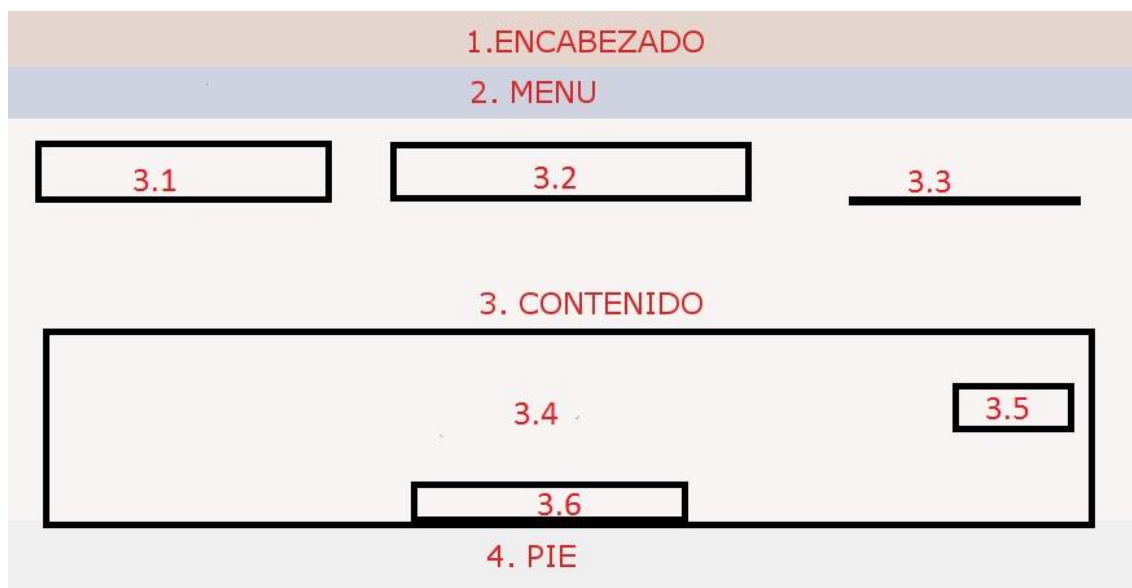 1.ENCABEZADO
2. MENU
3.1
3.2
3.3
3. CONTENIDO
3.4
3.5
3.6
4. PIE